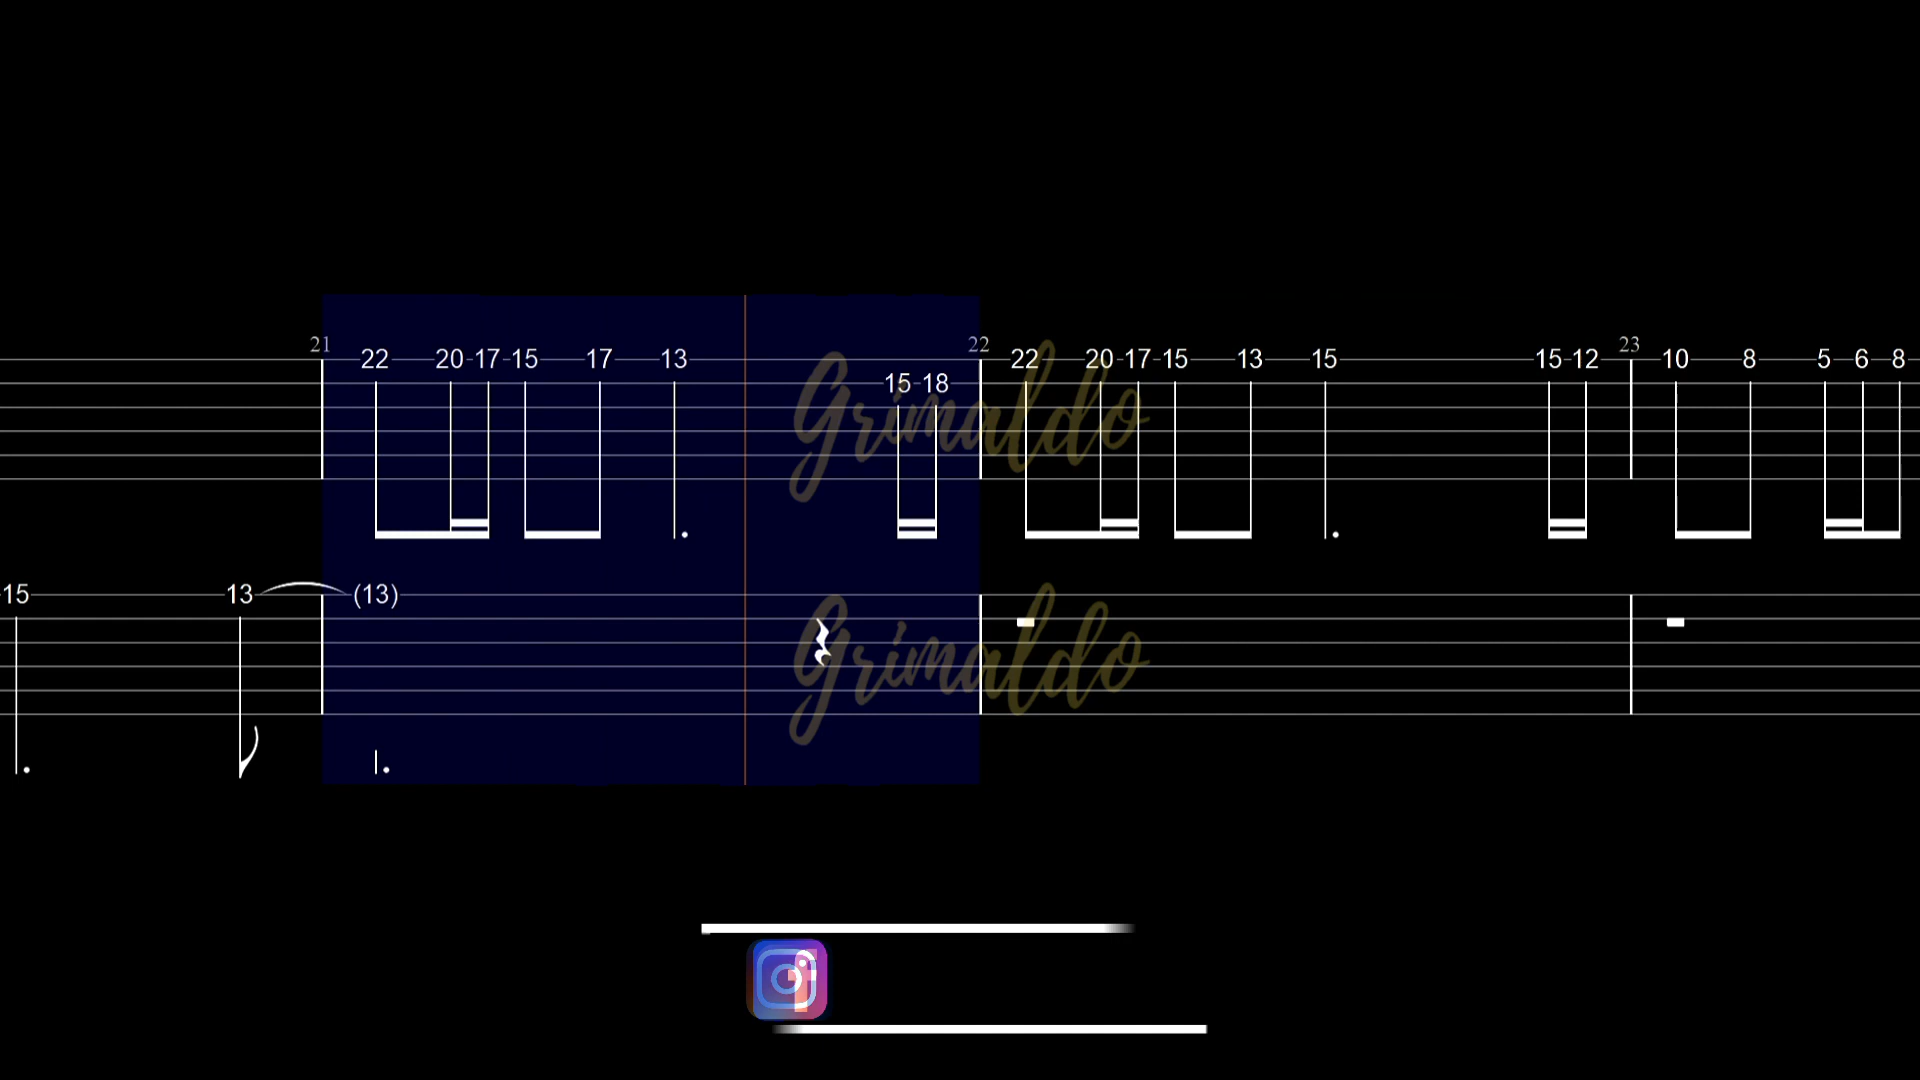 21 22 23
22 20 17 15 17 13 22 20 17 15 13 15 15 12 10 8 5 6 8
15 18
Grimaldo
15 13 (13)
Grimaldo